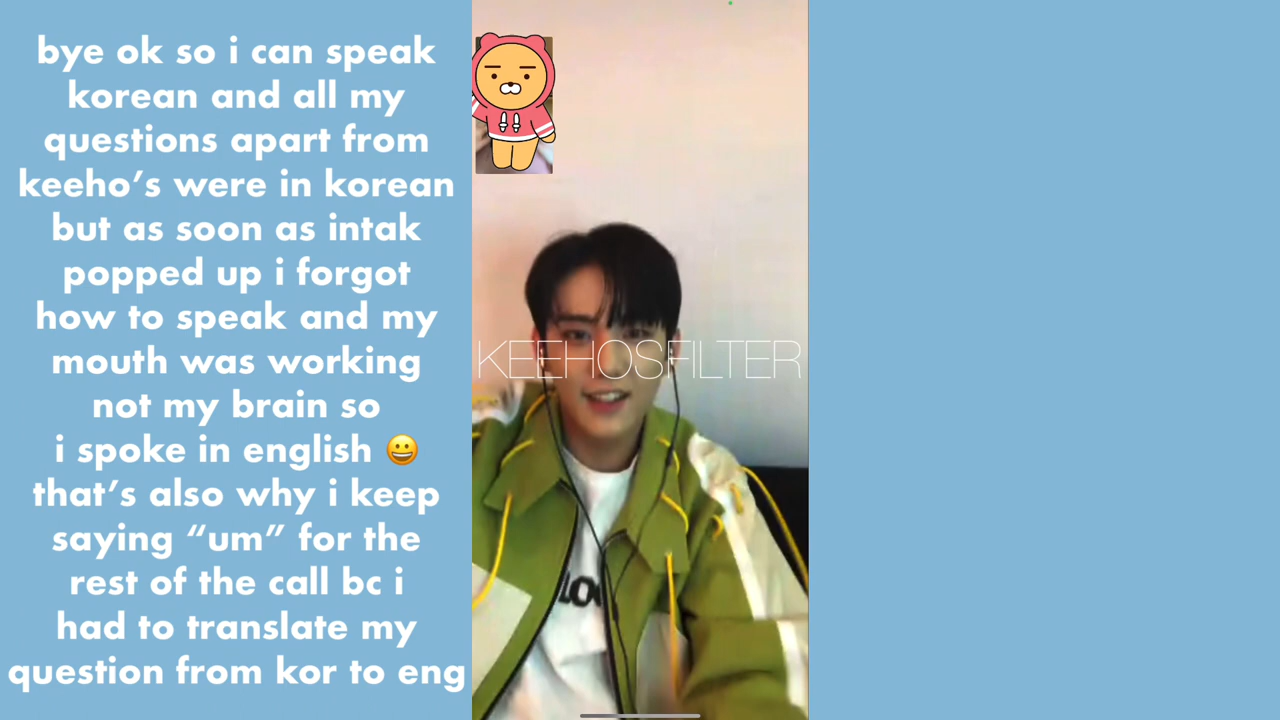 bye ok so i can speak
korean and all my
questions apart from
keeho’s were in korean
but as soon as intak
popped up i forgot
how to speak and my
mouth was working
not my brain so
i spoke in english 😀
that’s also why i keep
saying “um” for the
rest of the call bc i
had to translate my
question from kor to eng
KEEHOSFILTER